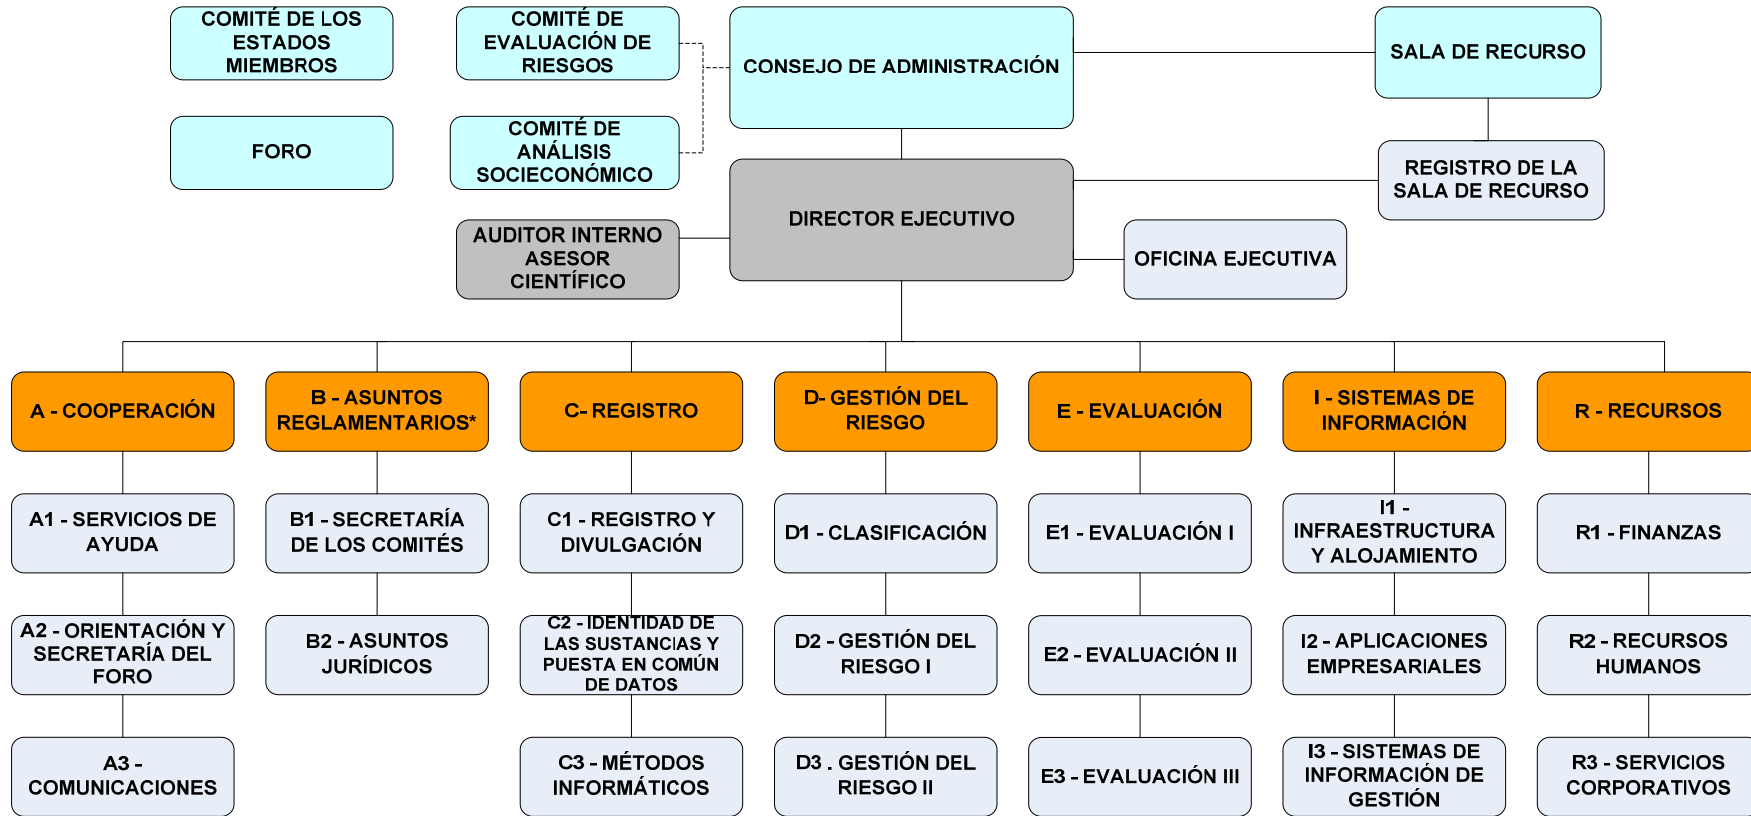 COMITÉ DE LOS
ESTADOS
MIEMBROS
COMITÉ DE
EVALUACIÓN DE
RIESGOS
CONSEJO DE ADMINISTRACIÓN
SALA DE RECURSO
FORO
COMITÉ DE
ANÁLISIS
SOCIECONÓMICO
REGISTRO DE LA
SALA DE RECURSO
DIRECTOR EJECUTIVO
AUDITOR INTERNO
ASESOR
CIENTÍFICO
OFICINA EJECUTIVA
A - COOPERACIÓN
B - ASUNTOS
REGLAMENTARIOS*
C- REGISTRO
D- GESTIÓN DEL
RIESGO
E - EVALUACIÓN
I - SISTEMAS DE
INFORMACIÓN
R - RECURSOS
A1 - SERVICIOS DE
AYUDA
B1 - SECRETARÍA
DE LOS COMITÉS
C1 - REGISTRO Y
DIVULGACIÓN
D1 - CLASIFICACIÓN
E1 - EVALUACIÓN I
I1 -
INFRAESTRUCTURA
Y ALOJAMIENTO
R1 - FINANZAS
A2 - ORIENTACIÓN Y
SECRETARÍA DEL
FORO
B2 - ASUNTOS
JURÍDICOS
C2 - IDENTIDAD DE
LAS SUSTANCIAS Y
PUESTA EN COMÚN
DE DATOS
D2 - GESTIÓN DEL
RIESGO I
E2 - EVALUACIÓN II
I2 - APLICACIONES
EMPRESARIALES
R2 - RECURSOS
HUMANOS
A3 -
COMUNICACIONES
C3 - MÉTODOS
INFORMÁTICOS
D3 . GESTIÓN DEL
RIESGO II
E3 - EVALUACIÓN III
I3 - SISTEMAS DE
INFORMACIÓN DE
GESTIÓN
R3 - SERVICIOS
CORPORATIVOS